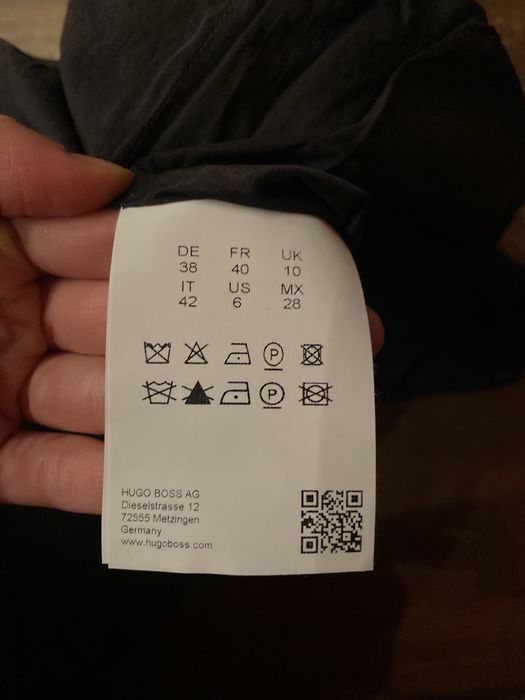 DE FR UK
38 40 10
IT US MX
42 6 28
P
P
HUGO BOSS AG
Dieselstrasse 12
72555 Metzingen
Germany
www.hugoboss.com